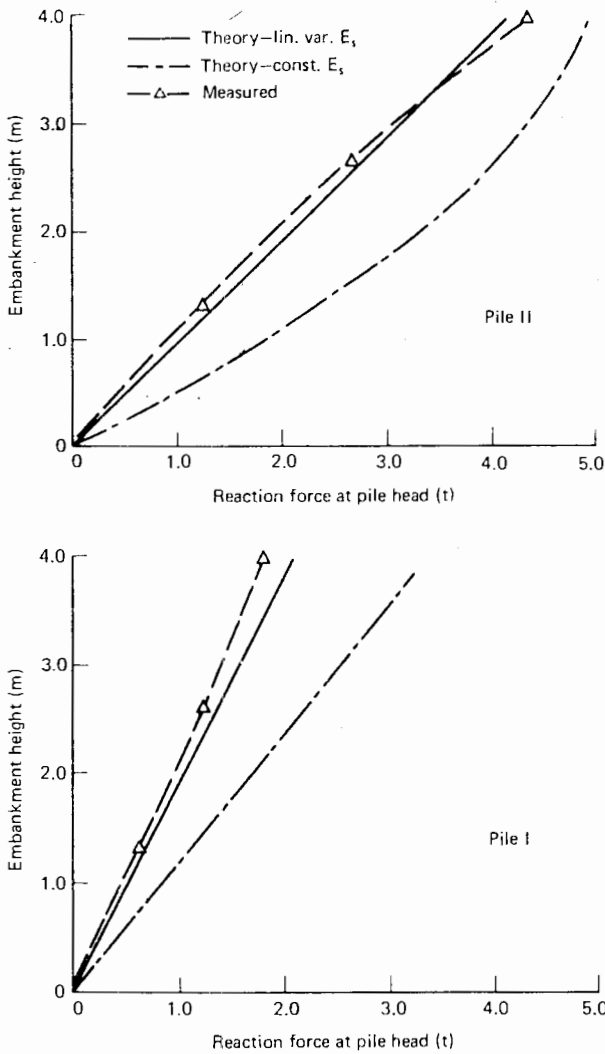 4.0
3.0
2.0
1.0
0
Embankment height (m)
Theory—lin. var. Es
Theory—const. Es
Measured
Pile II
0 1.0 2.0 3.0 4.0 5.0
Reaction force at pile head (t)
4.0
3.0
2.0
1.0
0
Embankment height (m)
Pile I
0 1.0 2.0 3.0 4.0 5.0
Reaction force at pile head (t)